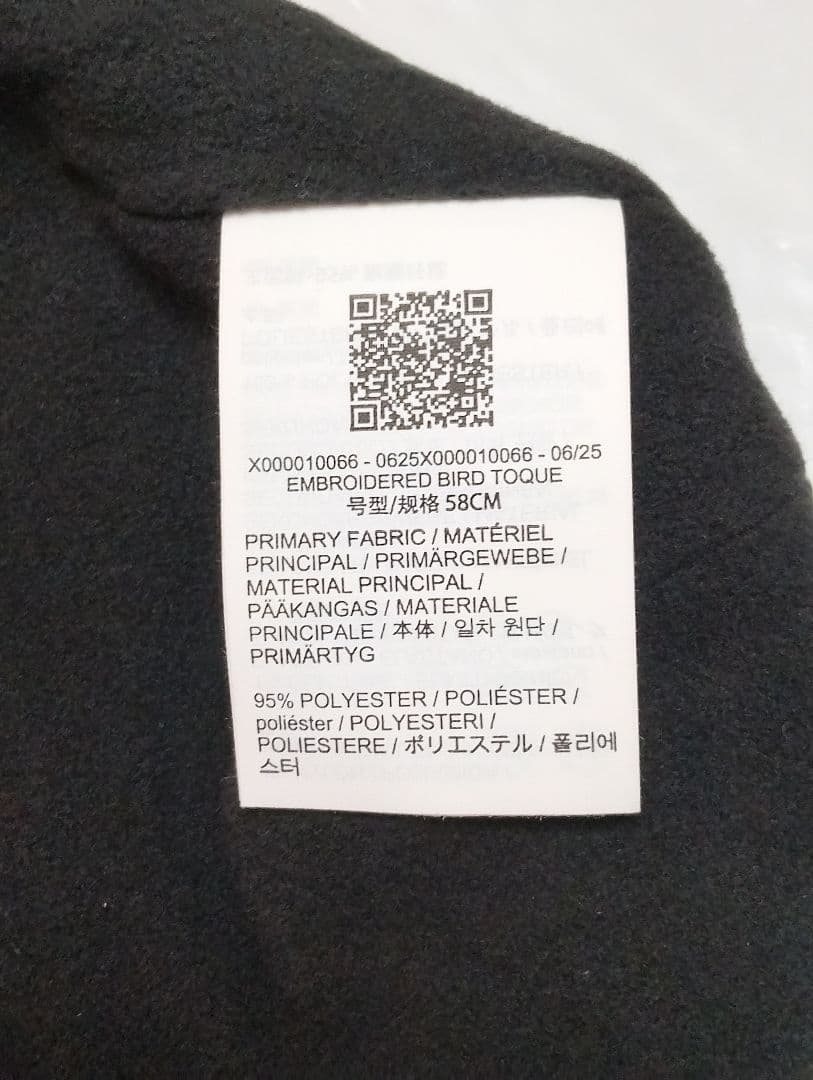 X000010066 - 0625X000010066 - 06/25
EMBROIDERED BIRD TOQUE
号型/规格 58CM
PRIMARY FABRIC / MATÉRIEL
PRINCIPAL / PRIMÄRGEWEBE /
MATERIAL PRINCIPAL /
PÄÄKANGAS / MATERIALE
PRINCIPALE / 本体 / 일차 원단 /
PRIMÄRTYG
95% POLYESTER / POLIÉSTER /
poliéster / POLYESTERI /
POLIESTERE / ポリエステル / 폴리에
스터